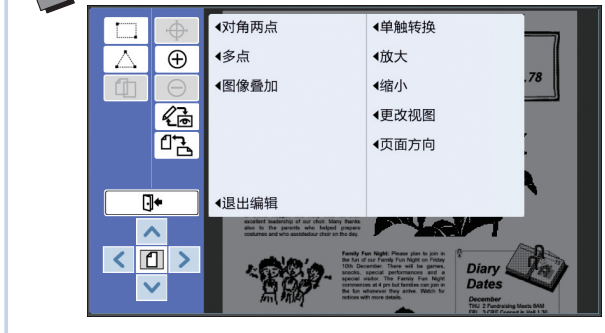 ◀对角两点
◀多点
◀图像叠加
◀退出编辑
◀单触转换
◀放大
◀缩小
◀更改视图
◀页面方向
.78
excellent leadership of our choir. Many thanks
also to the parents who helped prepare
costumes and who assisted our choir on the day.
Family Fun Night: Please plan to join in
the fun of our Family Fun Night on Friday
10th December. There will be games,
snacks, special performances and a
special visitor. The Family Fun Night
commences at 4 pm but families can join in
the fun whenever they arrive. Watch for
notices with more details.
Diary
Dates
December
THU 2 Fundraising Meets 9AM